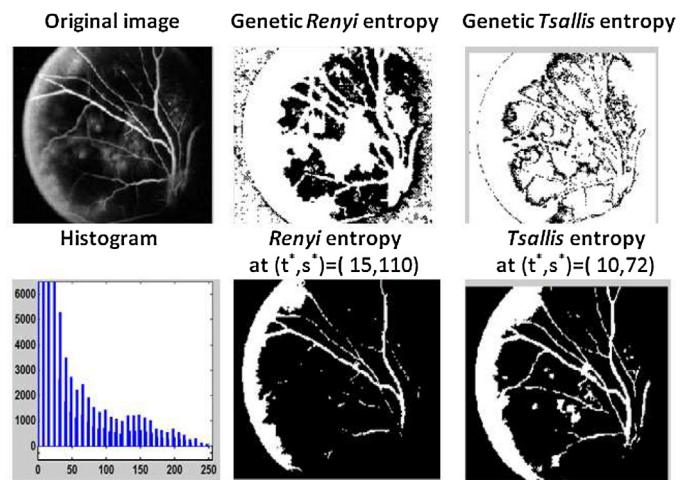 Original image
Genetic Renyi entropy
Genetic Tsallis entropy
Histogram
Renyi entropy
at (t*,s*)=( 15,110)
Tsallis entropy
at (t*,s*)=( 10,72)
6000
5000
4000
3000
2000
1000
0
0 50 100 150 200 250